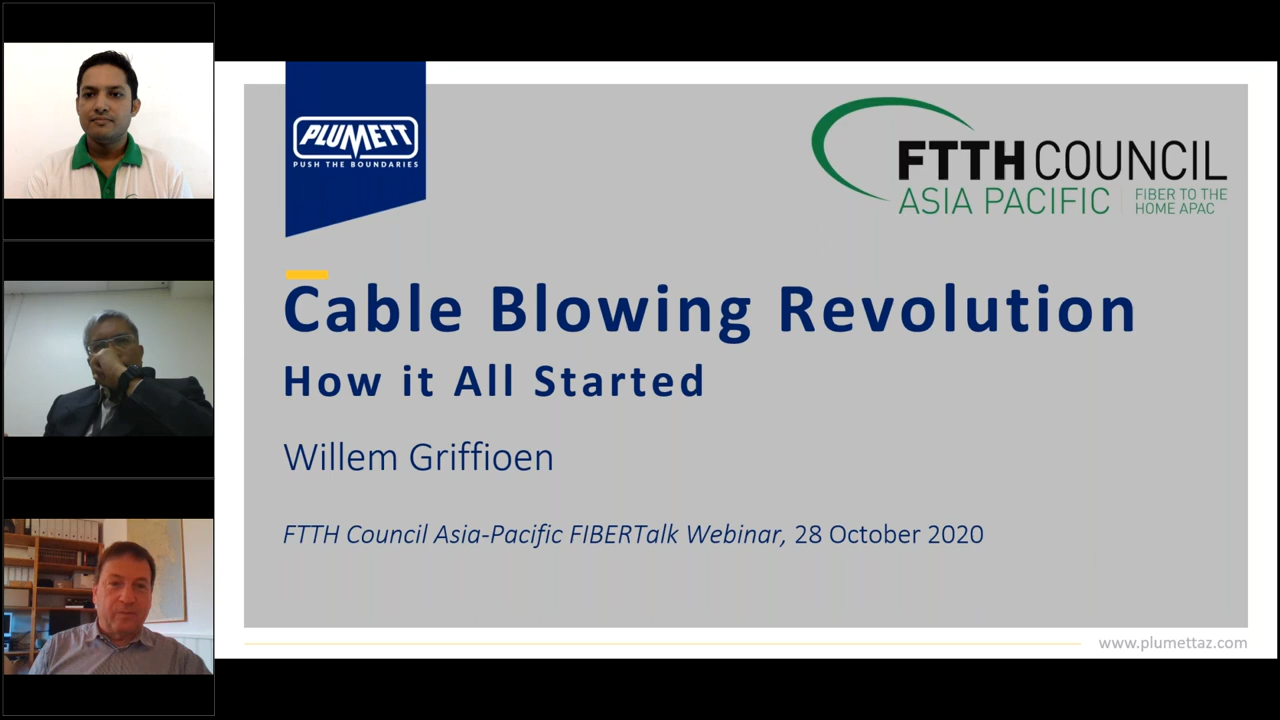 PLUMETT
PUSH THE BOUNDARIES
FTTH COUNCIL
ASIA PACIFIC
FIBER TO THE
HOME APAC
Cable Blowing Revolution
How it All Started
Willem Griffioen
FTTH Council Asia-Pacific FIBERTalk Webinar, 28 October 2020
www.plumettaz.com